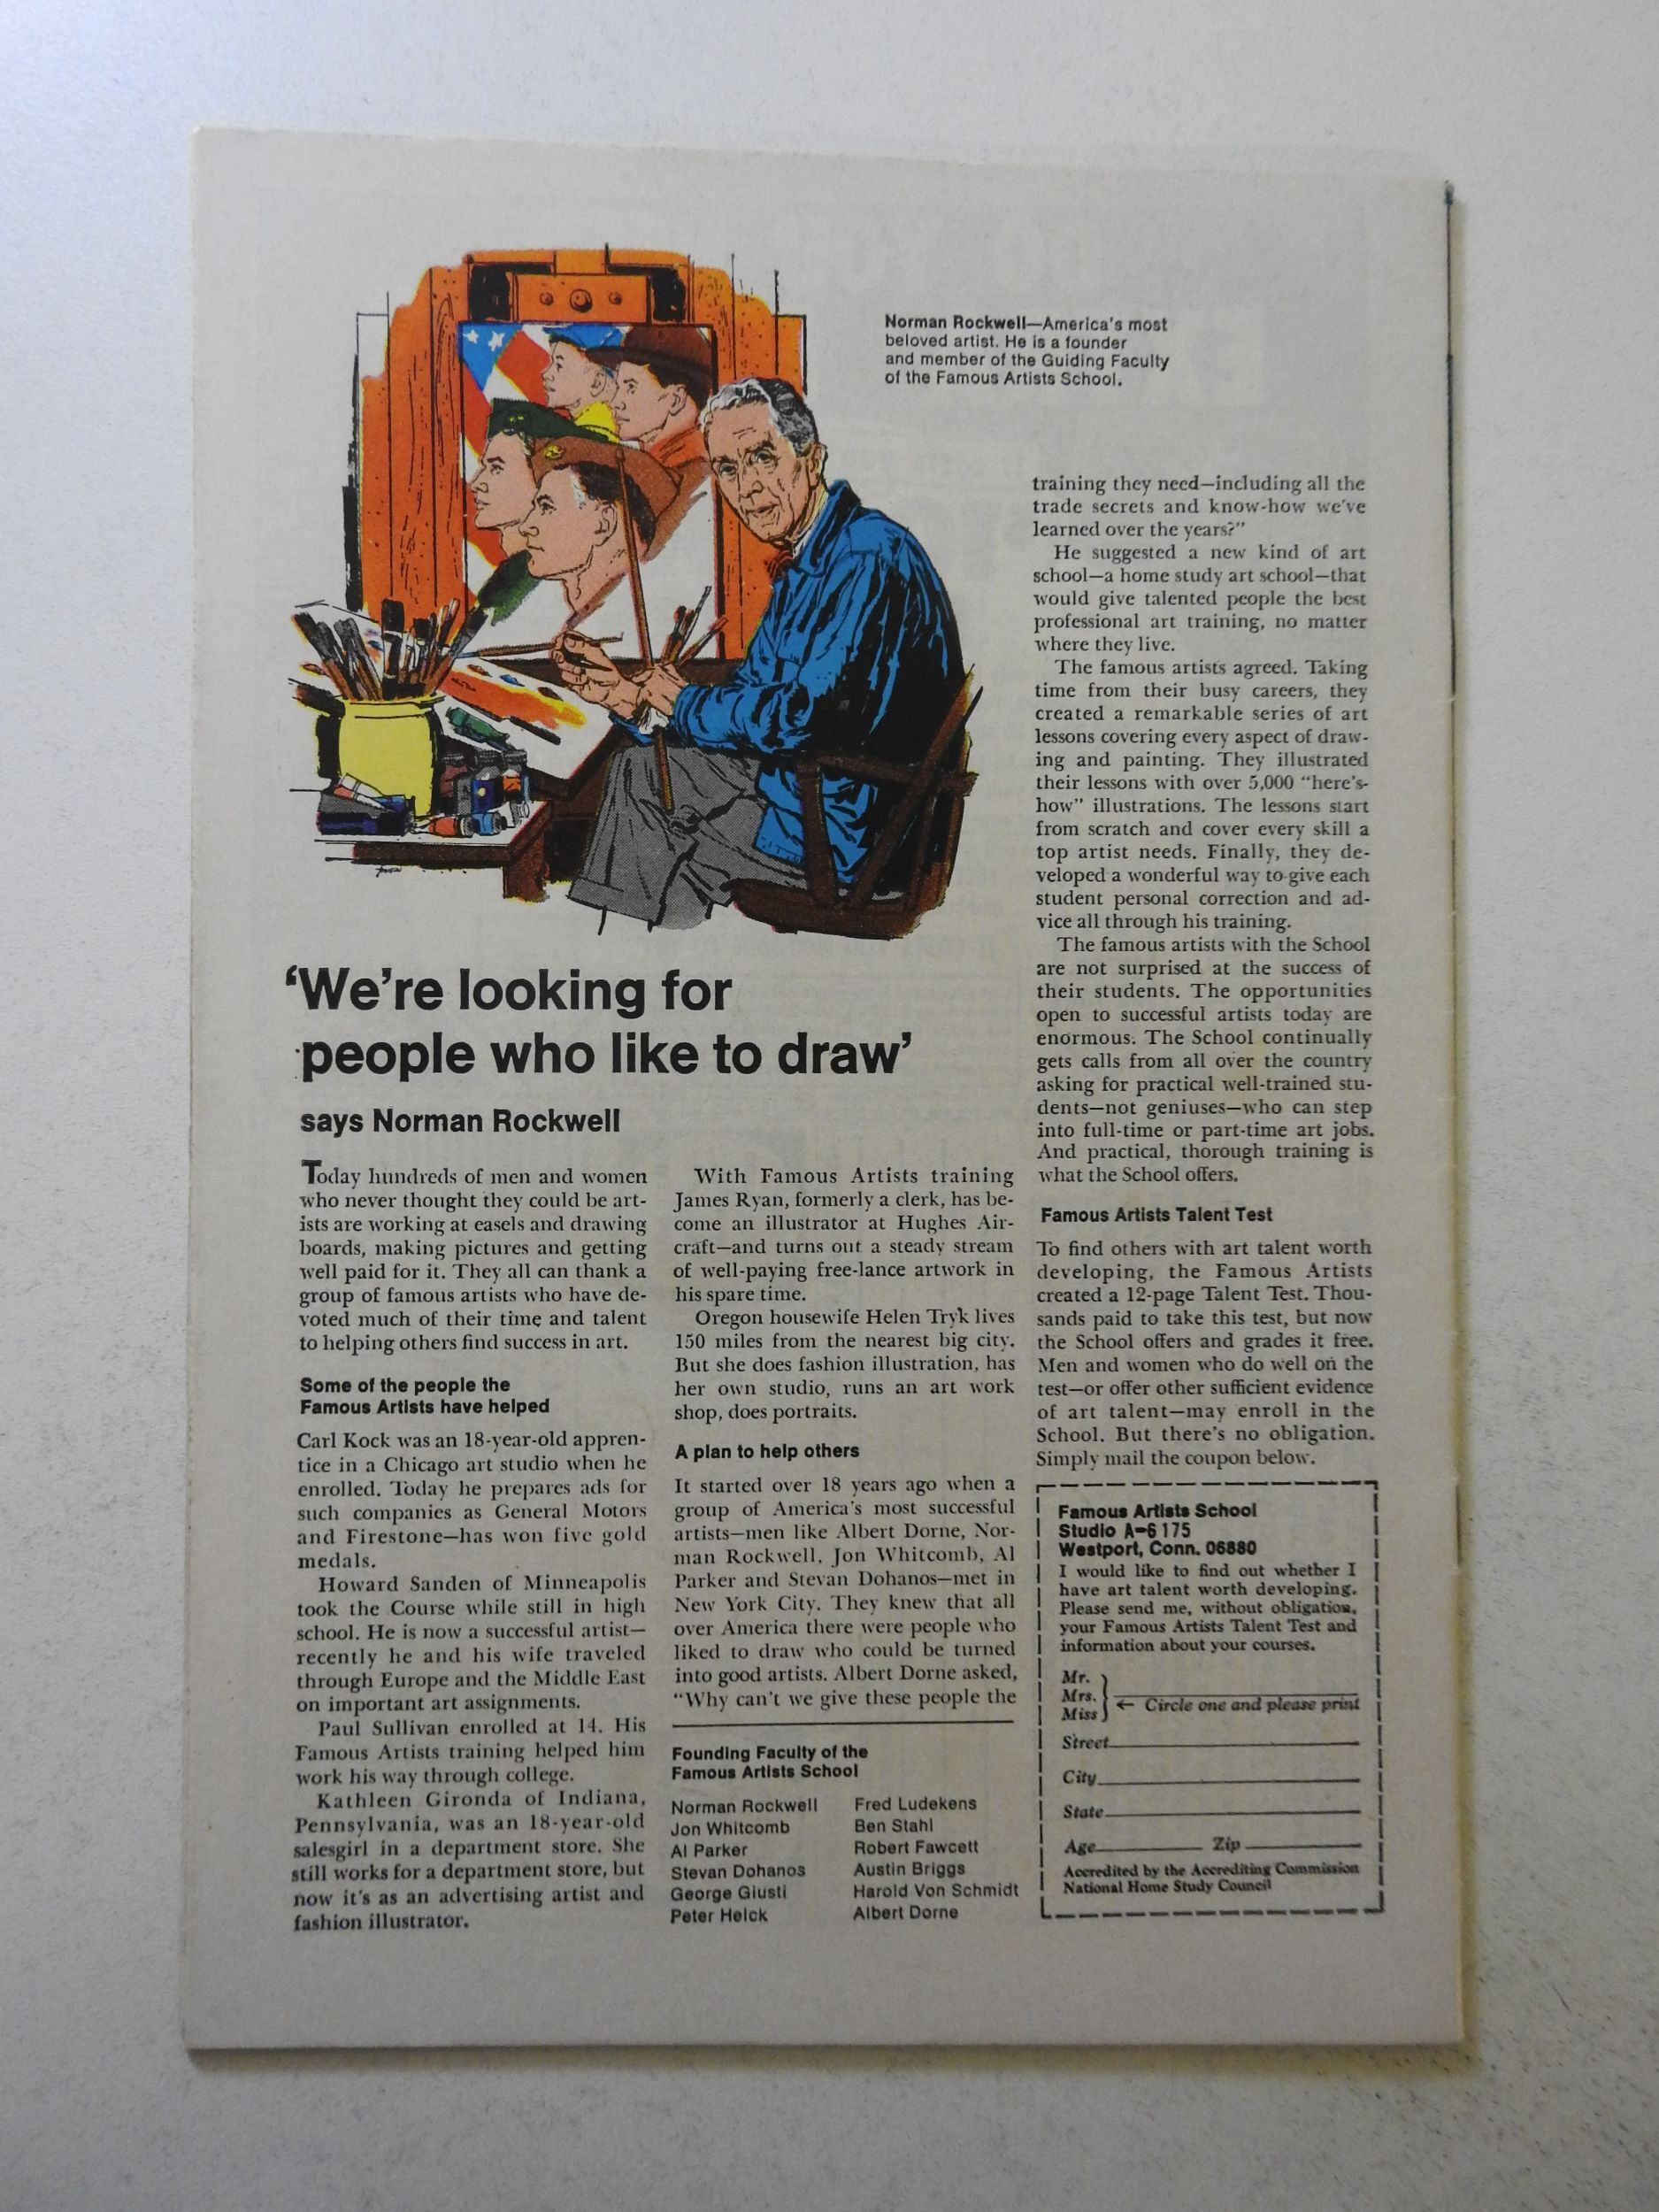 Norman Rockwell—America's most
beloved artist. He is a founder
and member of the Guiding Faculty
of the Famous Artists School.
'We're looking for
people who like to draw'
says Norman Rockwell
Today hundreds of men and women
who never thought they could be art-
ists are working at easels and drawing
boards, making pictures and getting
well paid for it. They all can thank a
group of famous artists who have de-
voted much of their time and talent
to helping others find success in art.
Some of the people the
Famous Artists have helped
Carl Kock was an 18-year-old appren-
tice in a Chicago art studio when he
enrolled. Today he prepares ads for
such companies as General Motors
and Firestone—has won five gold
medals.
Howard Sanden of Minneapolis
took the Course while still in high
school. He is now a successful artist—
recently he and his wife traveled
through Europe and the Middle East
on important art assignments.
Paul Sullivan enrolled at 14. His
Famous Artists training helped him
work his way through college.
Kathleen Gironda of Indiana,
Pennsylvania, was an 18-year-old
salesgirl in a department store. She
still works for a department store, but
now it's as an advertising artist and
fashion illustrator.
With Famous Artists training
James Ryan, formerly a clerk, has be-
come an illustrator at Hughes Air-
craft—and turns out a steady stream
of well-paying free-lance artwork in
his spare time.
Oregon housewife Helen Tryk lives
150 miles from the nearest big city.
But she does fashion illustration, has
her own studio, runs an art work
shop, does portraits.
A plan to help others
It started over 18 years ago when a
group of America's most successful
artists—men like Albert Dorne, Nor-
man Rockwell, Jon Whitcomb, Al
Parker and Stevan Dohanos—met in
New York City. They knew that all
over America there were people who
liked to draw who could be turned
into good artists. Albert Dorne asked,
"Why can't we give these people the
Founding Faculty of the
Famous Artists School
Norman Rockwell
Jon Whitcomb
Al Parker
Stevan Dohanos
George Giusti
Peter Helck
Fred Ludekens
Ben Stahl
Robert Fawcett
Austin Briggs
Harold Von Schmidt
Albert Dorne
training they need—including all the
trade secrets and know-how we've
learned over the years?"
He suggested a new kind of art
school—a home study art school—that
would give talented people the best
professional art training, no matter
where they live.
The famous artists agreed. Taking
time from their busy careers, they
created a remarkable series of art
lessons covering every aspect of draw-
ing and painting. They illustrated
their lessons with over 5,000 "here's-
how" illustrations. The lessons start
from scratch and cover every skill a
top artist needs. Finally, they de-
veloped a wonderful way to give each
student personal correction and ad-
vice all through his training.
The famous artists with the School
are not surprised at the success of
their students. The opportunities
open to successful artists today are
enormous. The School continually
gets calls from all over the country
asking for practical well-trained stu-
dents—not geniuses—who can step
into full-time or part-time art jobs.
And practical, thorough training is
what the School offers.
Famous Artists Talent Test
To find others with art talent worth
developing, the Famous Artists
created a 12-page Talent Test. Thou-
sands paid to take this test, but now
the School offers and grades it free.
Men and women who do well on the
test—or offer other sufficient evidence
of art talent—may enroll in the
School. But there's no obligation.
Simply mail the coupon below.
Famous Artists School
Studio A-6175
Westport, Conn. 06880
I would like to find out whether I
have art talent worth developing.
Please send me, without obligation,
your Famous Artists Talent Test and
information about your courses.
Mr.
Mrs.
Miss
← Circle one and please print
Street
City
State
Age Zip
Accredited by the Accrediting Commission
National Home Study Council